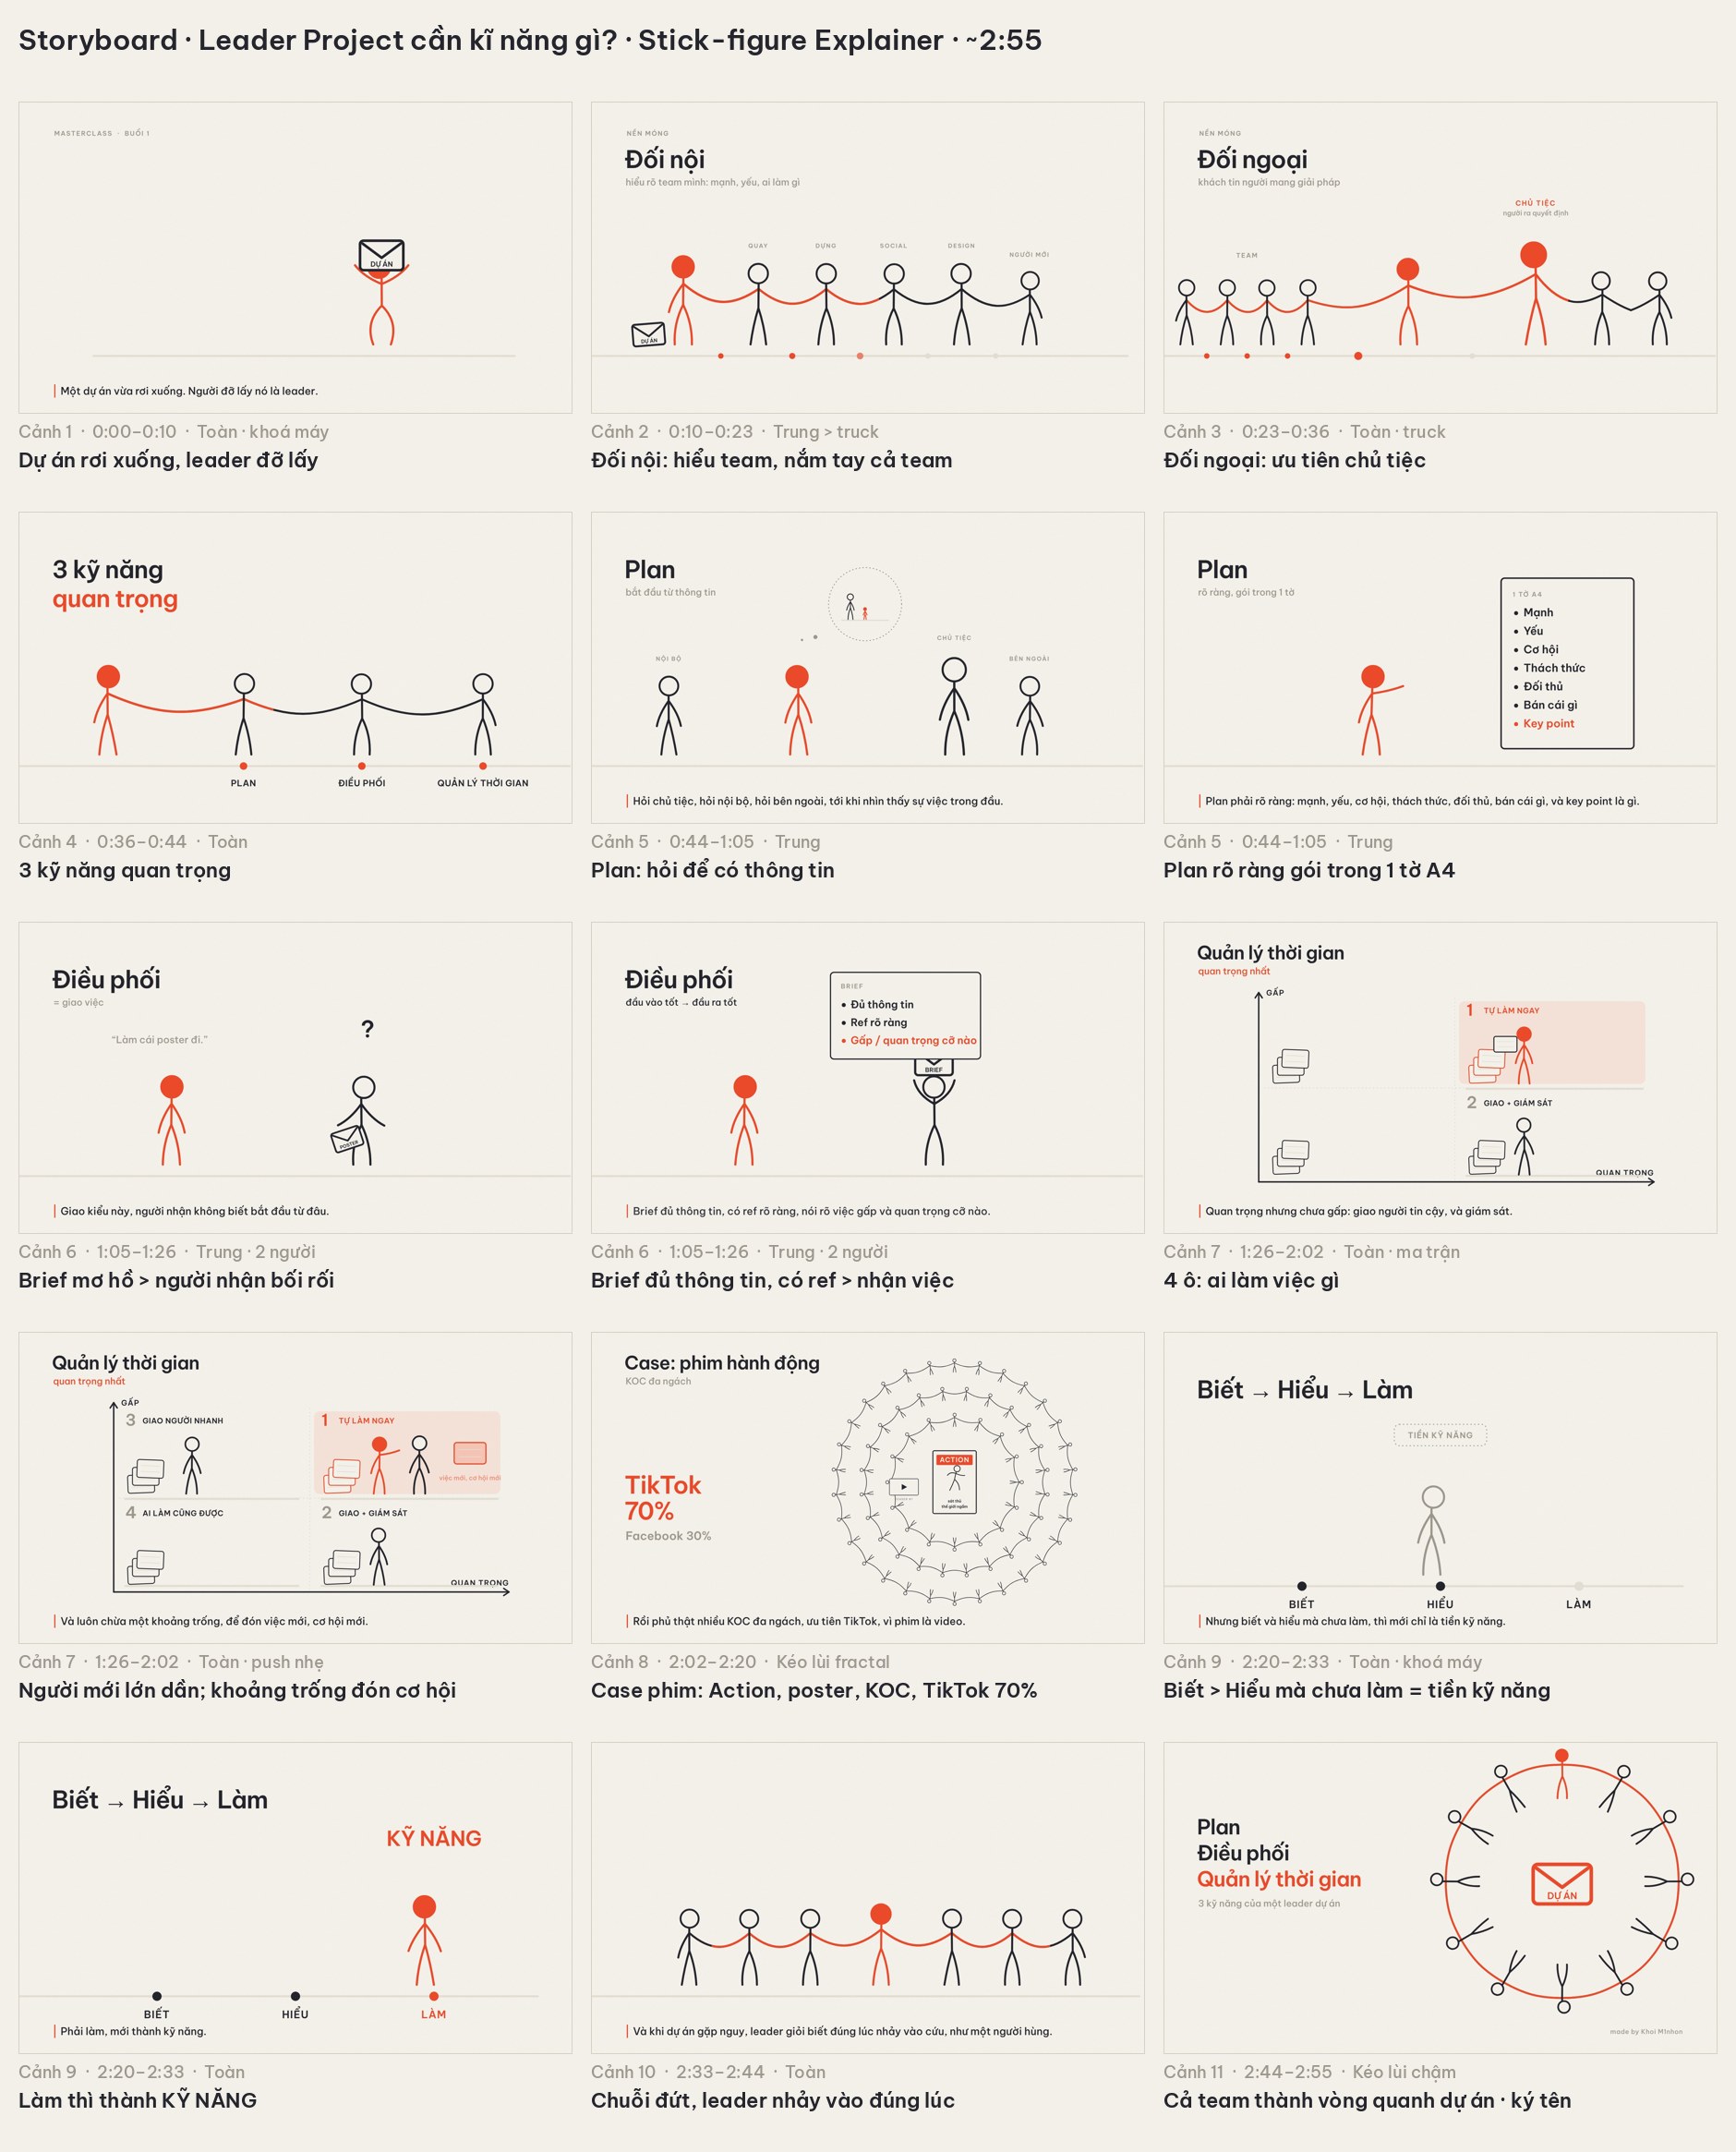 Storyboard · Leader Project cần kĩ năng gì? · Stick-figure Explainer · ~2:55
MASTERCLASS · BUỔI 1
DỰ ÁN
Một dự án vừa rơi xuống. Người đỡ lấy nó là leader.
Cảnh 1 · 0:00–0:10 · Toàn · khoá máy
Dự án rơi xuống, leader đỡ lấy
NỀN MÓNG
Đối nội
hiểu rõ team mình: mạnh, yếu, ai làm gì
QUAY
DỰNG
SOCIAL
DESIGN
NGƯỜI MỚI
DỰ ÁN
Cảnh 2 · 0:10–0:23 · Trung > truck
Đối nội: hiểu team, nắm tay cả team
NỀN MÓNG
Đối ngoại
khách tin người mang giải pháp
CHỦ TIỆC
người ra quyết định
TEAM
Cảnh 3 · 0:23–0:36 · Toàn · truck
Đối ngoại: ưu tiên chủ tiệc
3 kỹ năng
quan trọng
PLAN
ĐIỀU PHỐI
QUẢN LÝ THỜI GIAN
Cảnh 4 · 0:36–0:44 · Toàn
3 kỹ năng quan trọng
Plan
bắt đầu từ thông tin
NỘI BỘ
CHỦ TIỆC
BÊN NGOÀI
Hỏi chủ tiệc, hỏi nội bộ, hỏi bên ngoài, tới khi nhìn thấy sự việc trong đầu.
Cảnh 5 · 0:44–1:05 · Trung
Plan: hỏi để có thông tin
Plan
rõ ràng, gói trong 1 tờ
1 TỜ A4
• Mạnh
• Yếu
• Cơ hội
• Thách thức
• Đối thủ
• Bán cái gì
• Key point
Plan phải rõ ràng: mạnh, yếu, cơ hội, thách thức, đối thủ, bán cái gì, và key point là gì.
Cảnh 5 · 0:44–1:05 · Trung
Plan rõ ràng gói trong 1 tờ A4
Điều phối
= giao việc
“Làm cái poster đi.”
?
POSTER
Giao kiểu này, người nhận không biết bắt đầu từ đâu.
Cảnh 6 · 1:05–1:26 · Trung · 2 người
Brief mơ hồ > người nhận bối rối
Điều phối
đầu vào tốt → đầu ra tốt
BRIEF
• Đủ thông tin
• Ref rõ ràng
• Gấp / quan trọng cỡ nào
BRIEF
Brief đủ thông tin, có ref rõ ràng, nói rõ việc gấp và quan trọng cỡ nào.
Cảnh 6 · 1:05–1:26 · Trung · 2 người
Brief đủ thông tin, có ref > nhận việc
Quản lý thời gian
quan trọng nhất
GẤP
1 TỰ LÀM NGAY
2 GIAO + GIÁM SÁT
QUAN TRỌNG
Quan trọng nhưng chưa gấp: giao người tin cậy, và giám sát.
Cảnh 7 · 1:26–2:02 · Toàn · ma trận
4 ô: ai làm việc gì
Quản lý thời gian
quan trọng nhất
GẤP
3 GIAO NGƯỜI NHANH
1 TỰ LÀM NGAY
việc mới, cơ hội mới
4 AI LÀM CŨNG ĐƯỢC
2 GIAO + GIÁM SÁT
QUAN TRỌNG
Và luôn chừa một khoảng trống, để đón việc mới, cơ hội mới.
Cảnh 7 · 1:26–2:02 · Toàn · push nhẹ
Người mới lớn dần; khoảng trống đón cơ hội
Case: phim hành động
KOC đa ngách
ACTION
sát thủ
thế giới ngầm
TikTok
70%
Facebook 30%
Rồi phủ thật nhiều KOC đa ngách, ưu tiên TikTok, vì phim là video.
Cảnh 8 · 2:02–2:20 · Kéo lùi fractal
Case phim: Action, poster, KOC, TikTok 70%
Biết → Hiểu → Làm
TIỀN KỸ NĂNG
BIẾT
HIỂU
LÀM
Nhưng biết và hiểu mà chưa làm, thì mới chỉ là tiền kỹ năng.
Cảnh 9 · 2:20–2:33 · Toàn · khoá máy
Biết > Hiểu mà chưa làm = tiền kỹ năng
Biết → Hiểu → Làm
KỸ NĂNG
BIẾT
HIỂU
LÀM
Phải làm, mới thành kỹ năng.
Cảnh 9 · 2:20–2:33 · Toàn
Làm thì thành KỸ NĂNG
Và khi dự án gặp nguy, leader giỏi biết đúng lúc nhảy vào cứu, như một người hùng.
Cảnh 10 · 2:33–2:44 · Toàn
Chuỗi đứt, leader nhảy vào đúng lúc
Plan
Điều phối
Quản lý thời gian
3 kỹ năng của một leader dự án
DỰ ÁN
made by Khoi M1nhon
Cảnh 11 · 2:44–2:55 · Kéo lùi chậm
Cả team thành vòng quanh dự án · ký tên